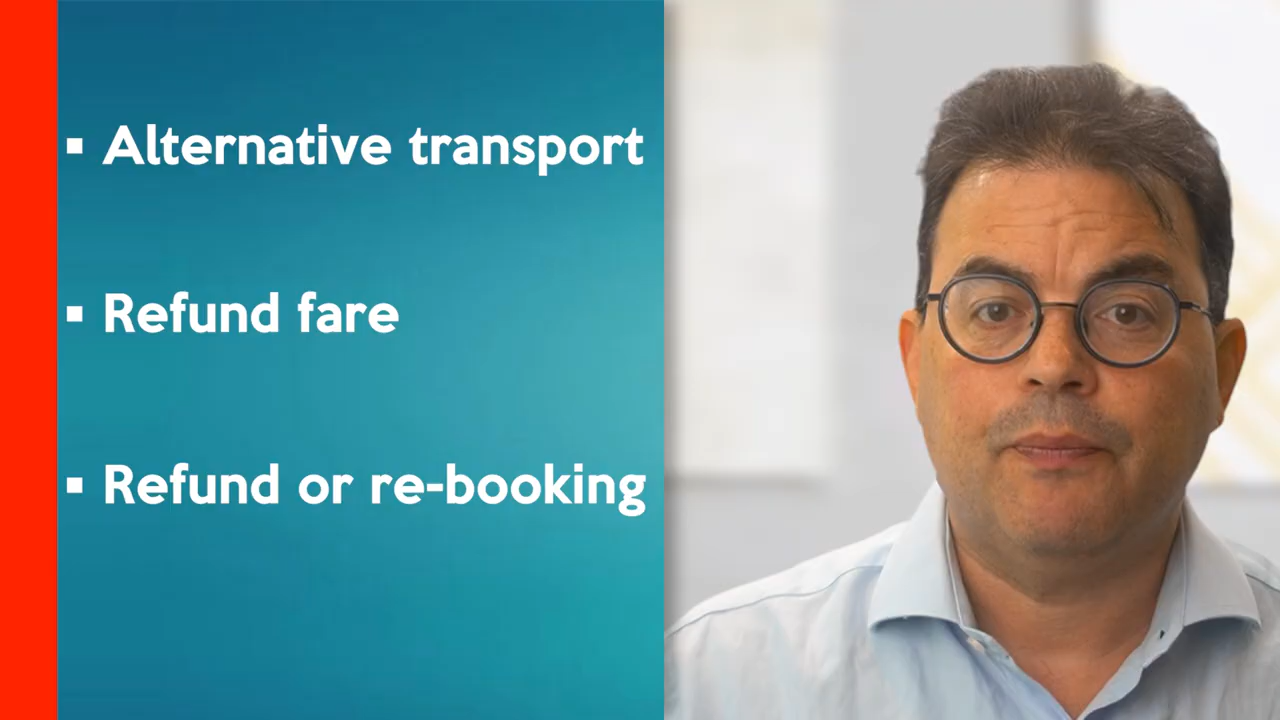 ▪ Alternative transport
▪ Refund fare
▪ Refund or re-booking